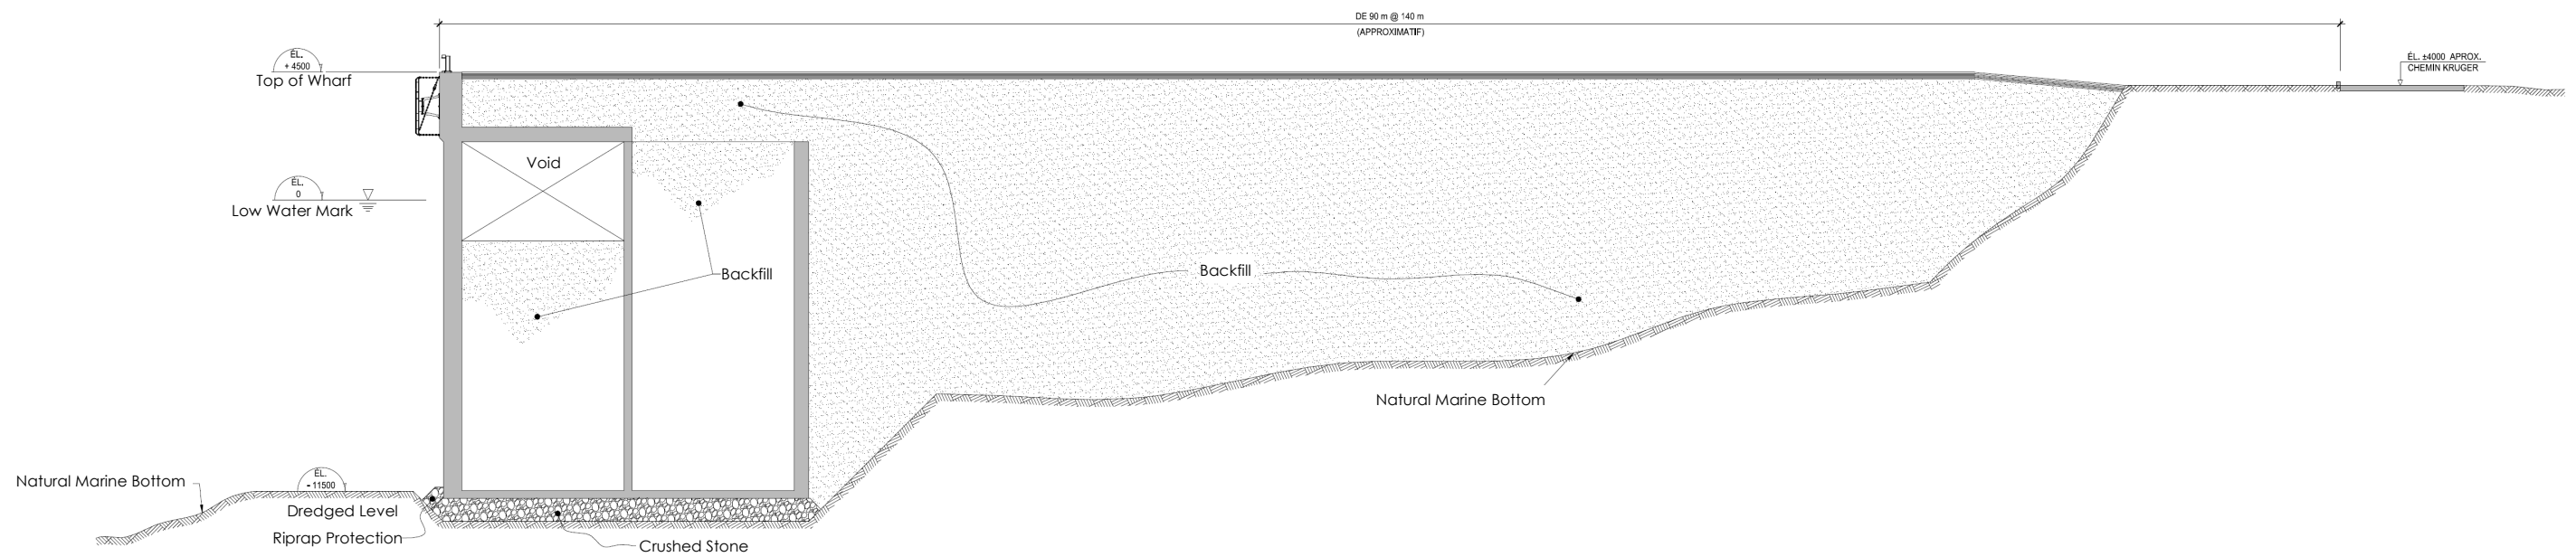 DE 90 m @ 140 m
(APPROXIMATIF)
ÉL.
+ 4500
Top of Wharf
ÉL. ±4000 APROX.
CHEMIN KRUGER
Void
ÉL.
0
Low Water Mark
Backfill
Backfill
Natural Marine Bottom
Natural Marine Bottom
ÉL.
- 11500
Dredged Level
Riprap Protection
Crushed Stone